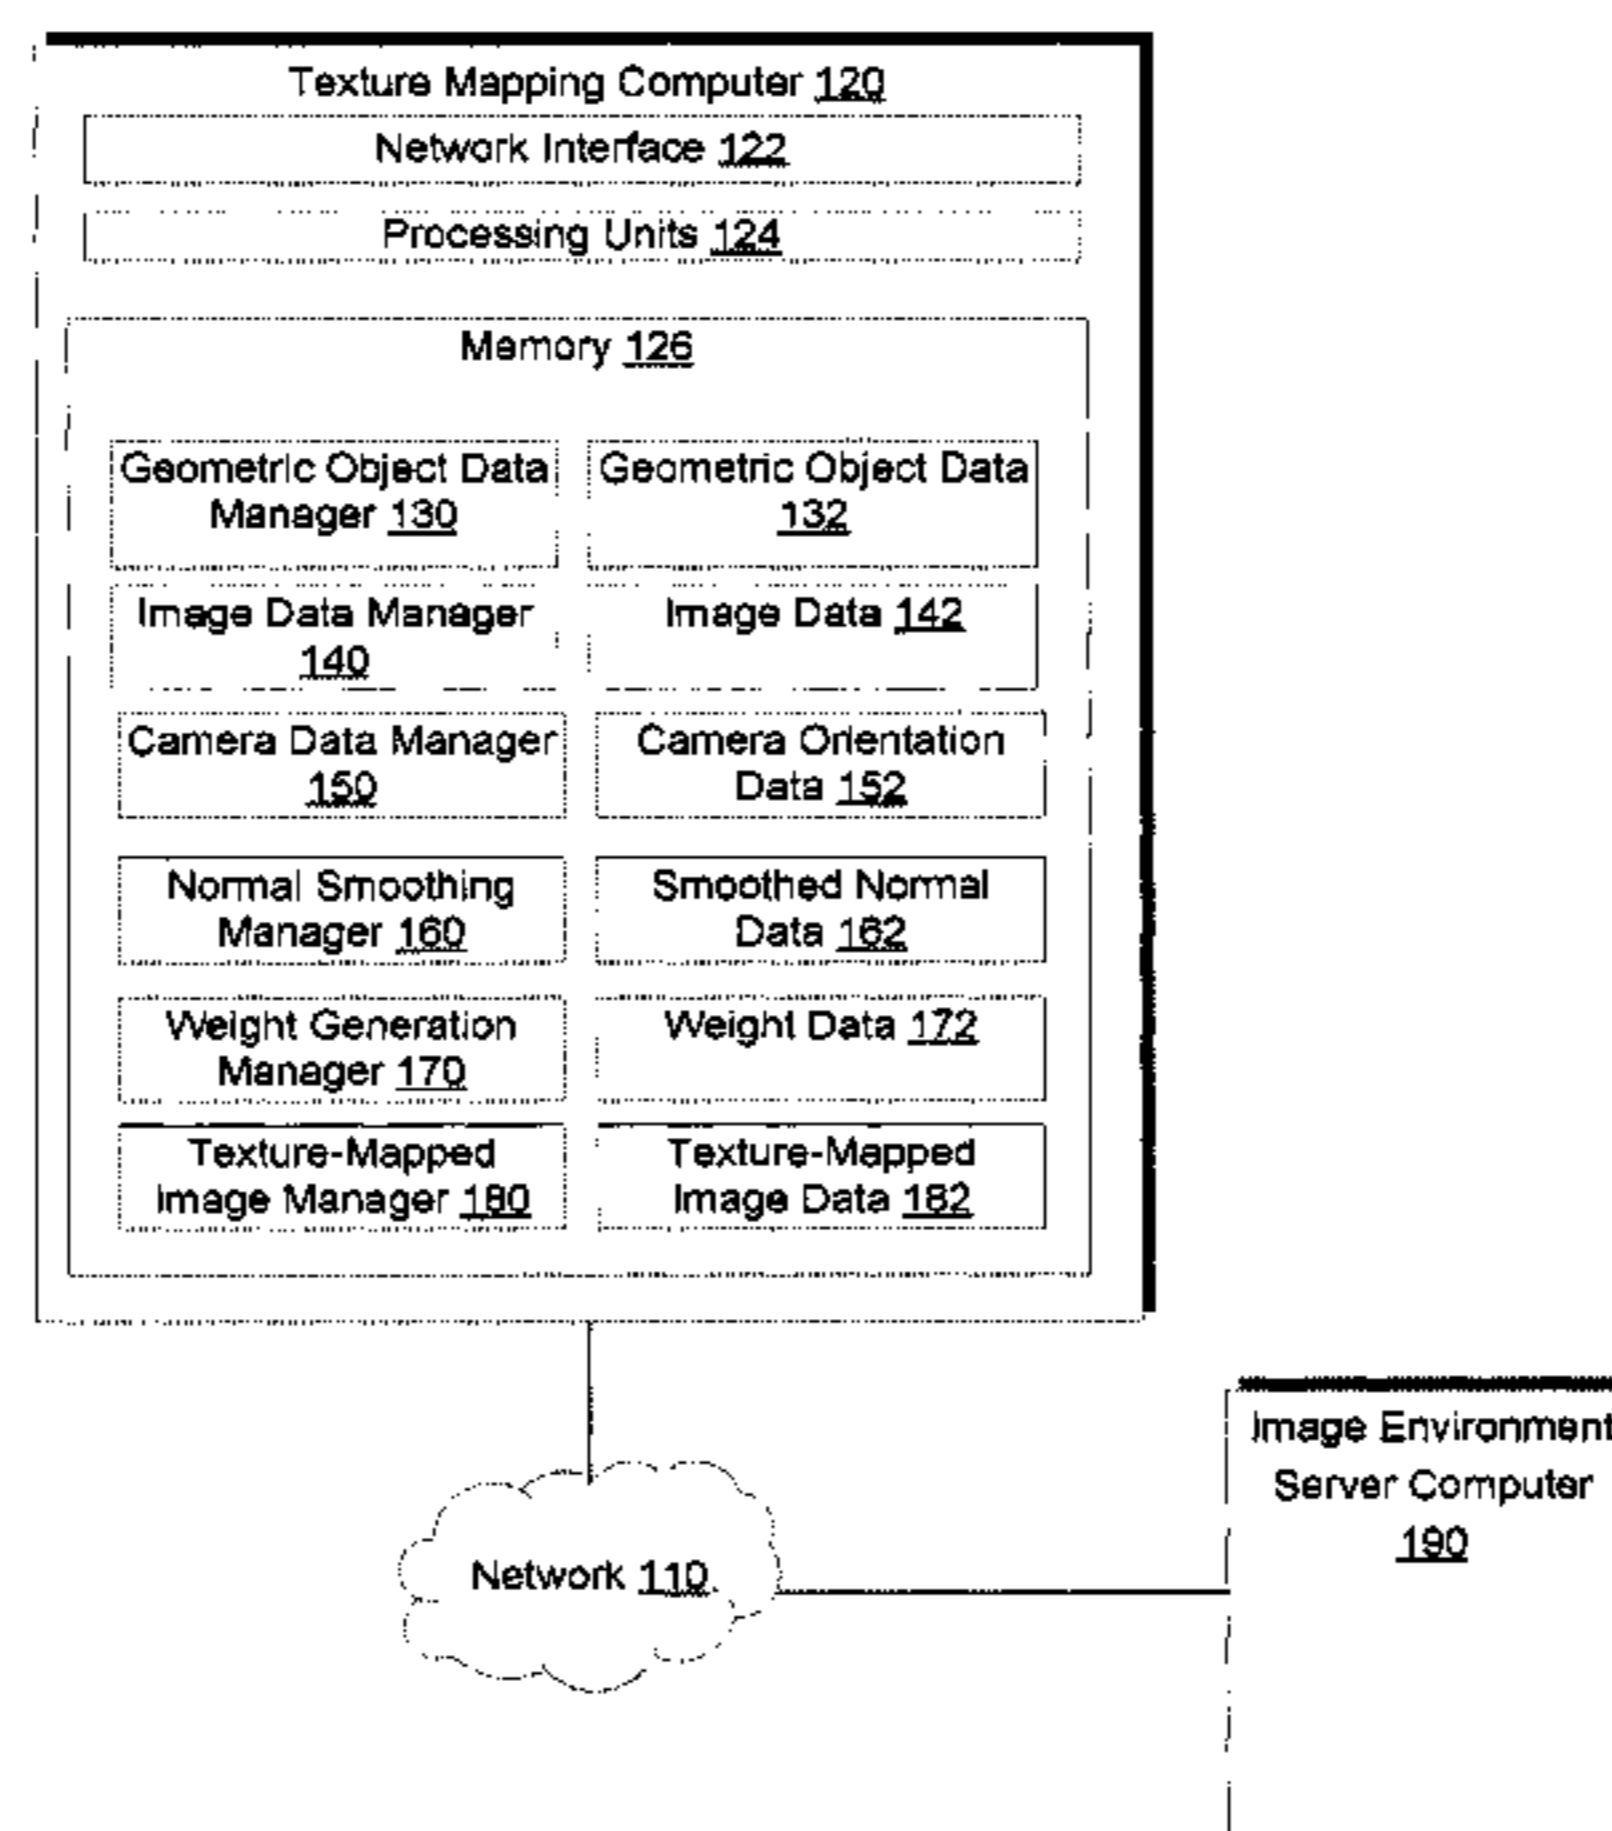 Texture Mapping Computer 120
Network Interface 122
Processing Units 124
Memory 126
Geometric Object Data
Manager 130
Geometric Object Data
132
Image Data Manager
140
Image Data 142
Camera Data Manager
150
Camera Orientation
Data 152
Normal Smoothing
Manager 160
Smoothed Normal
Data 162
Weight Generation
Manager 170
Weight Data 172
Texture-Mapped
Image Manager 180
Texture-Mapped
Image Data 182
Network 110
Image Environment
Server Computer
190